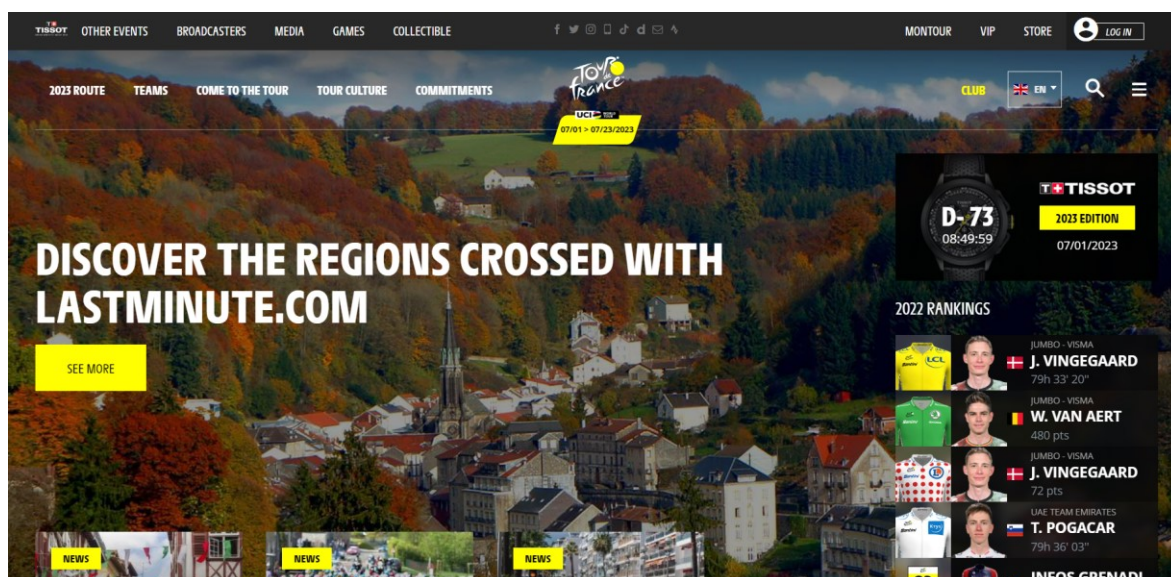 TISSOT OTHER EVENTS BROADCASTERS MEDIA GAMES COLLECTIBLE MONTOUR VIP STORE LOG IN
2023 ROUTE TEAMS COME TO THE TOUR TOUR CULTURE COMMITMENTS TOUR de france CLUB EN
UCI
07/01 > 07/23/2023
TISSOT
D-73
08:49:59
2023 EDITION
07/01/2023
DISCOVER THE REGIONS CROSSED WITH
LASTMINUTE.COM
SEE MORE
2022 RANKINGS
LCL
JUMBO - VISMA
J. VINGEGAARD
79h 33' 20''
JUMBO - VISMA
W. VAN AERT
480 pts
JUMBO - VISMA
J. VINGEGAARD
72 pts
UAE TEAM EMIRATES
T. POGACAR
79h 36' 03''
INEOS GRENADI
NEWS
NEWS
NEWS